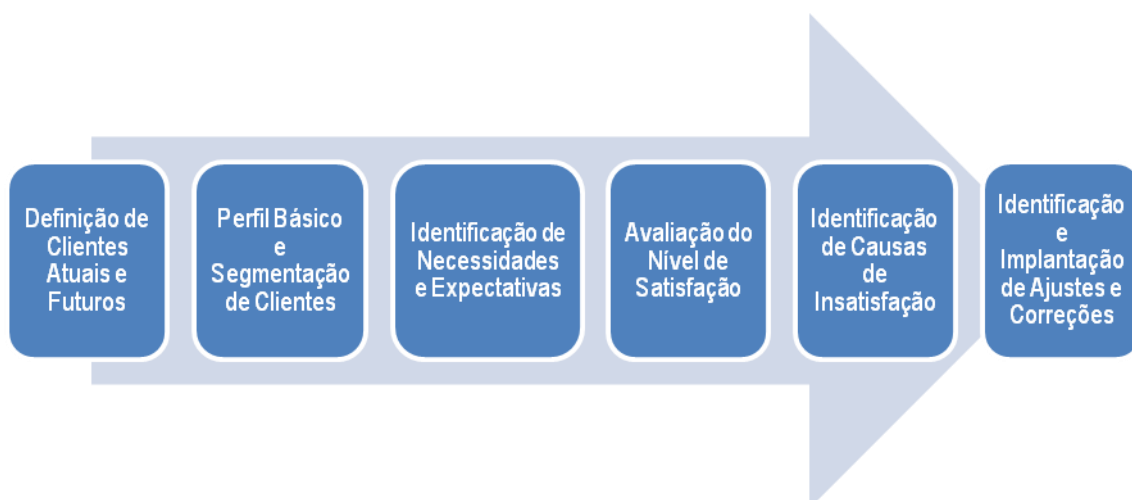 Definição de
Clientes
Atuais e
Futuros
Perfil Básico
e
Segmentação
de Clientes
Identificação de
Necessidades
e Expectativas
Avaliação do
Nível de
Satisfação
Identificação
de Causas
de
Insatisfação
Identificação
e
Implantação
de Ajustes e
Correções